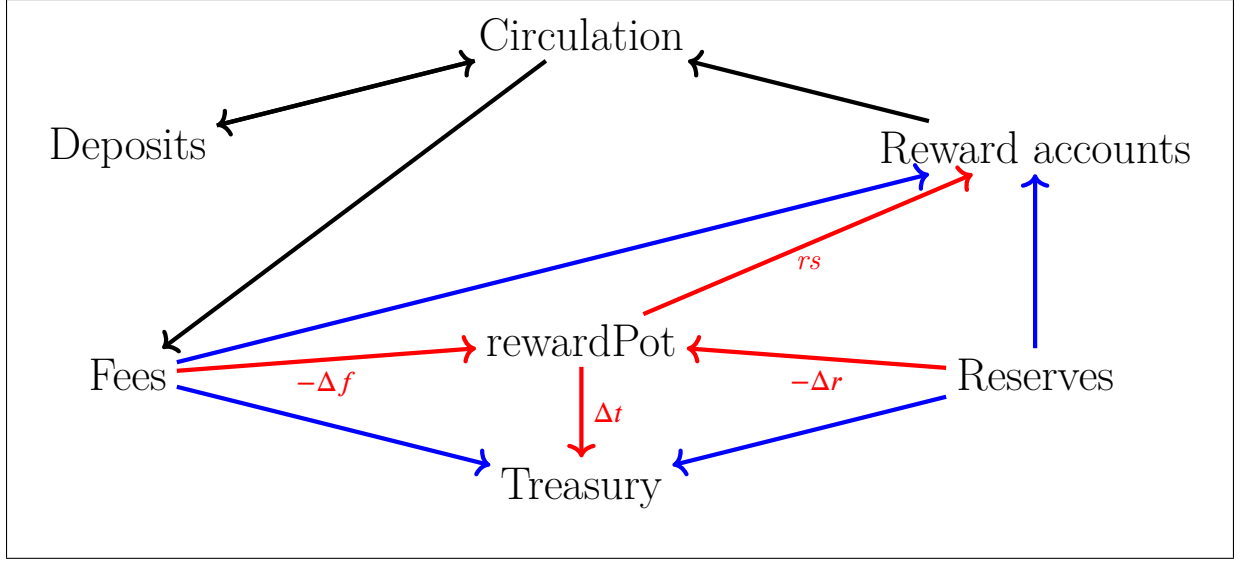 Circulation
Deposits
Reward accounts
rs
rewardPot
Fees
Reserves
−Δf
−Δr
Δt
Treasury